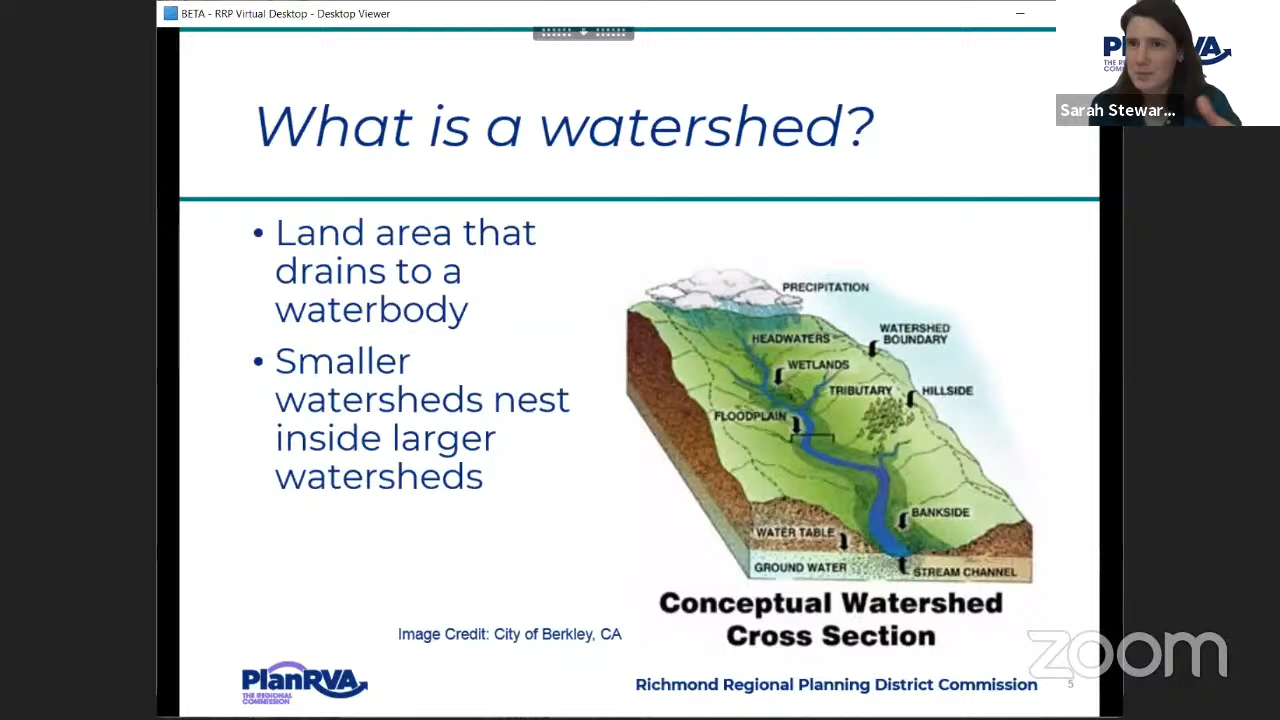 BETA - RRP Virtual Desktop - Desktop Viewer
Sarah Stewar...
What is a watershed?
• Land area that
drains to a
waterbody
• Smaller
watersheds nest
inside larger
watersheds
PRECIPITATION
WATERSHED
BOUNDARY
HEADWATERS
WETLANDS
TRIBUTARY
HILLSIDE
FLOODPLAIN
BANKSIDE
WATER TABLE
GROUND WATER
STREAM CHANNEL
Conceptual Watershed
Cross Section
Image Credit: City of Berkley, CA
zoom
PlanRVA
THE REGIONAL
COMMISSION
Richmond Regional Planning District Commission
5